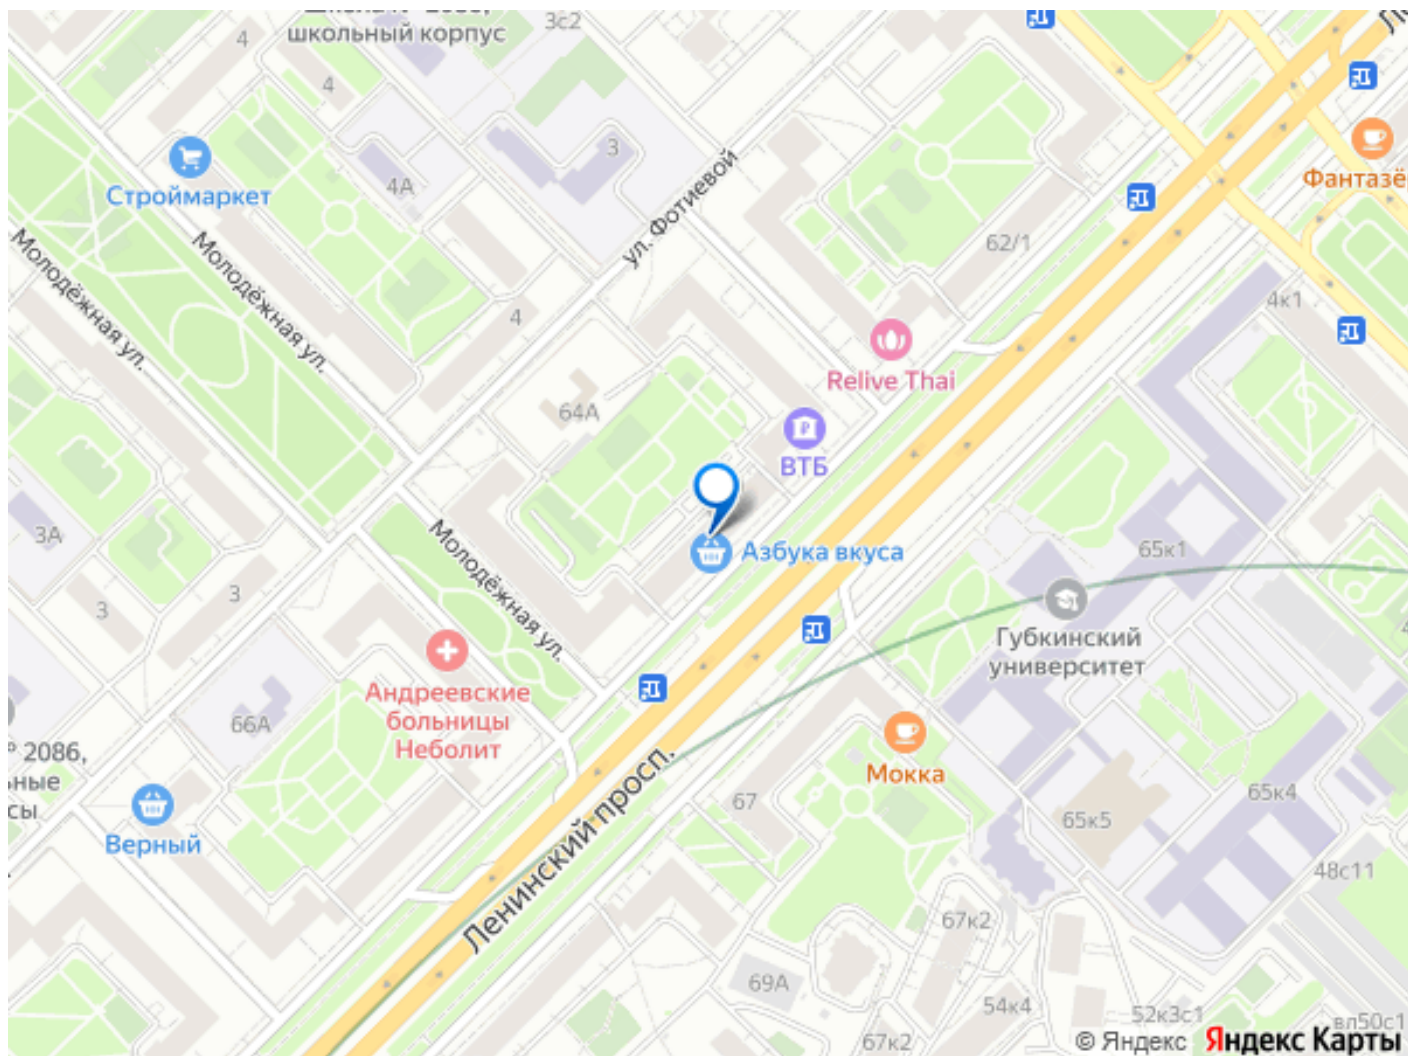 школьный корпус
3с2
4
4
3
4А
Строймаркет
ул. Фотиевой
Фантазё
62/1
Молодёжная ул.
Молодёжная ул.
4к1
4
Relive Thai
64А
ВТБ
3А
Азбука вкуса
65к1
Молодёжная ул.
3
3
Губкинский
университет
Андреевские
больницы
Неболит
66А
° 2086,
ьные
сы
Мокка
Ленинский просп.
67
65к4
65к5
Верный
48с11
67к2
69А
54к4
52к3с1
вл50с1
67к2
© Яндекс Яндекс Карты